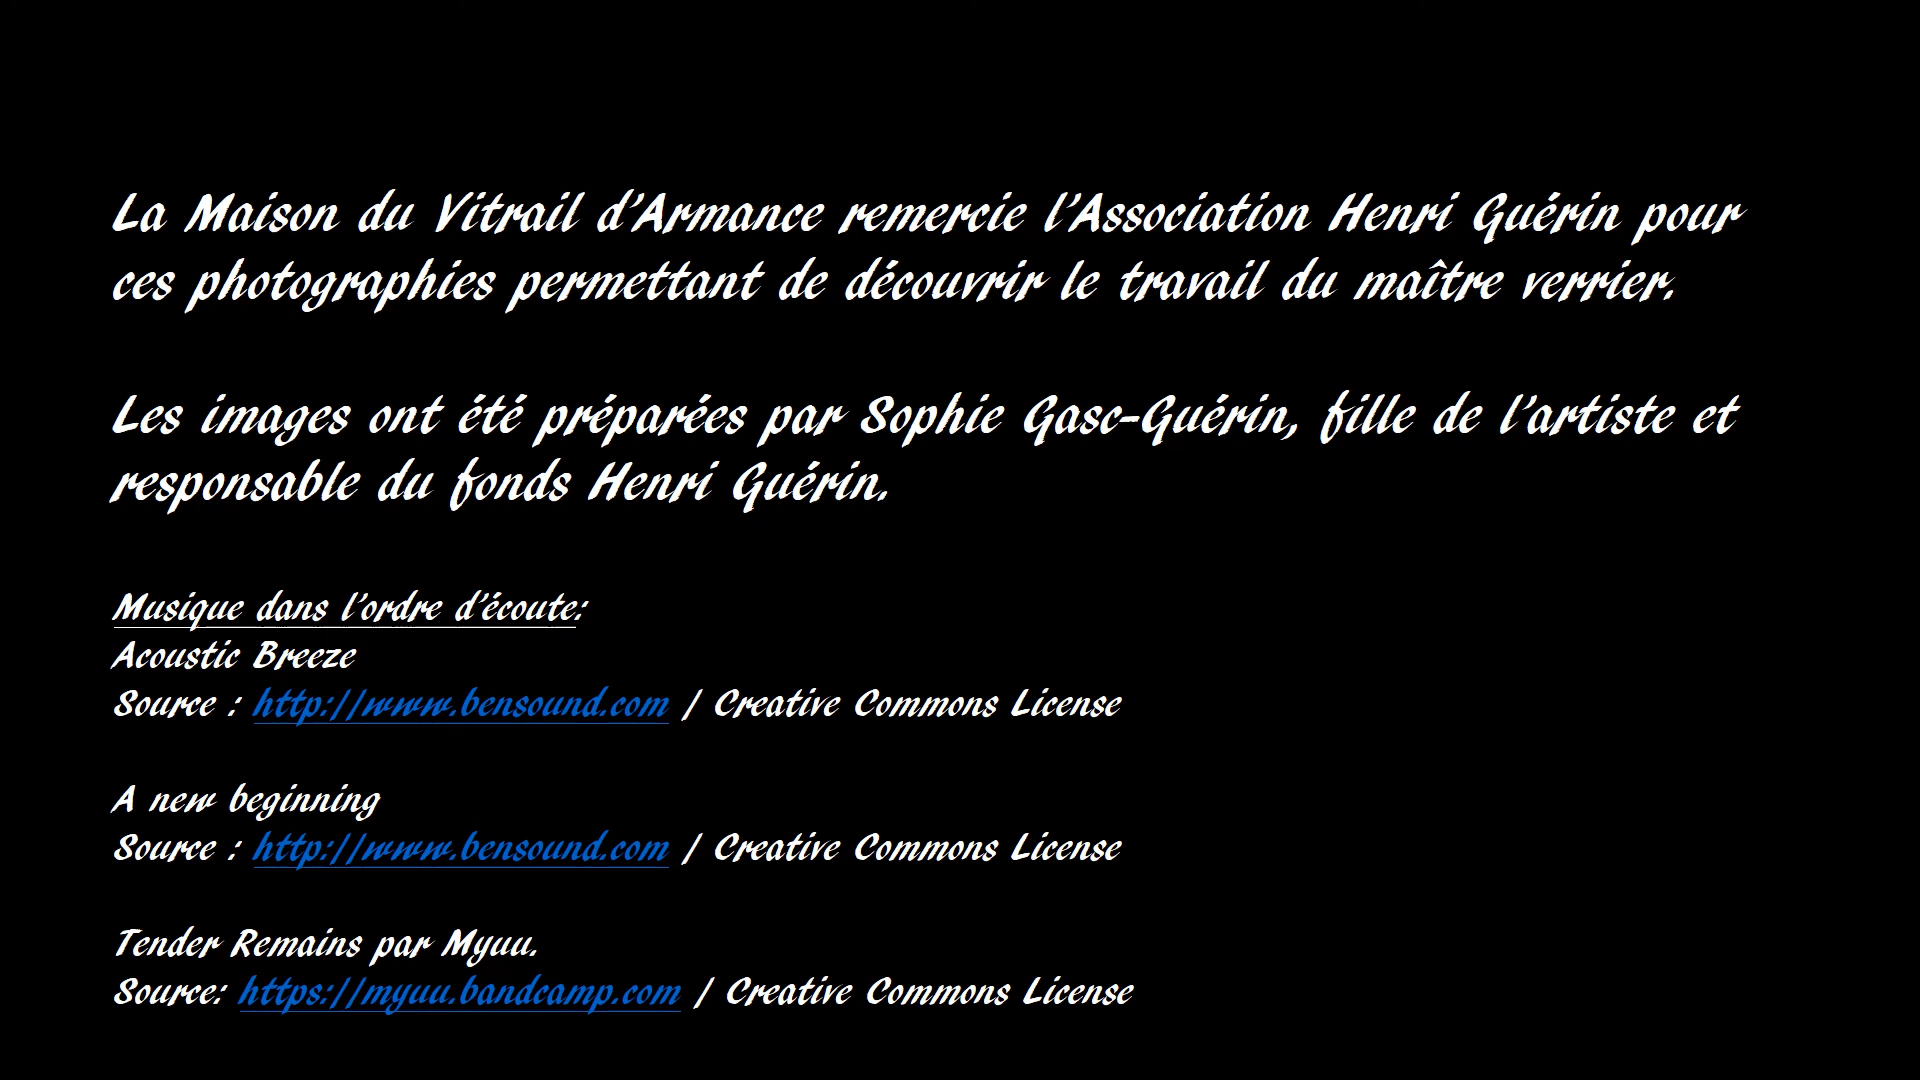 La Maison du Vitrail d’Armance remercie l’Association Henri Guérin pour
ces photographies permettant de découvrir le travail du maître verrier.
Les images ont été préparées par Sophie Gasc-Guérin, fille de l’artiste et
responsable du fonds Henri Guérin.
Musique dans l’ordre d’écoute:
Acoustic Breeze
Source : http://www.bensound.com / Creative Commons License
A new beginning
Source : http://www.bensound.com / Creative Commons License
Tender Remains par Myuu.
Source: https://myuu.bandcamp.com / Creative Commons License